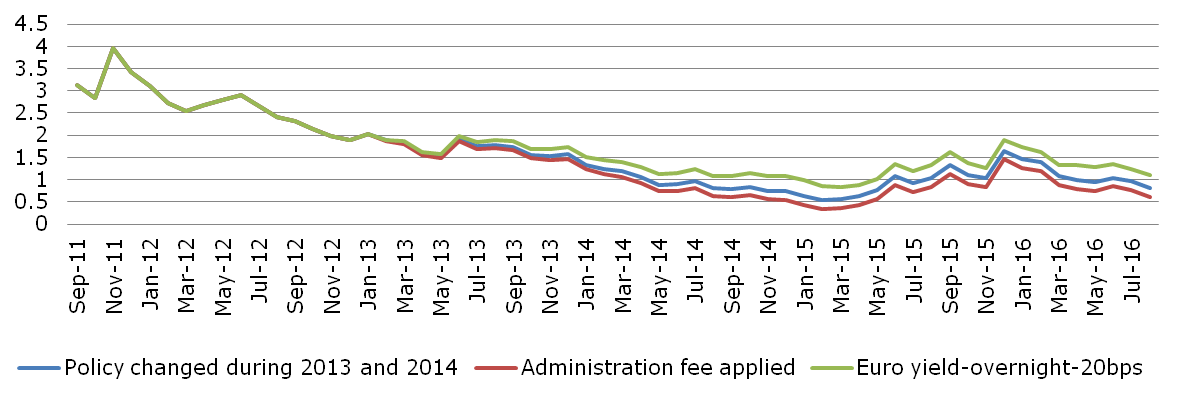 4.5
4
3.5
3
2.5
2
1.5
1
0.5
0
Sep-11
Nov-11
Jan-12
Mar-12
May-12
Jul-12
Sep-12
Nov-12
Jan-13
Mar-13
May-13
Jul-13
Sep-13
Nov-13
Jan-14
Mar-14
May-14
Jul-14
Sep-14
Nov-14
Jan-15
Mar-15
May-15
Jul-15
Sep-15
Nov-15
Jan-16
Mar-16
May-16
Jul-16
Policy changed during 2013 and 2014
Administration fee applied
Euro yield-overnight-20bps